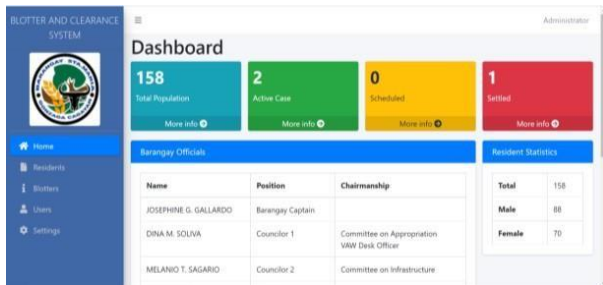 BLOTTER AND CLEARANCE
SYSTEM
Administrator
Dashboard
158
Total Population
More info
2
Active Case
More info
0
Scheduled
More info
1
Settled
More info
Home
Residents
Blotters
Users
Settings
Barangay Officials
Name Position Chairmanship
JOSEPHINE G. GALLARDO Barangay Captain
DINA M. SOLIVA Councilor 1 Committee on Appropriation
VAW Desk Officer
MELANIO T. SAGARIO Councilor 2 Committee on Infrastructure
Resident Statistics
Total 158
Male 88
Female 70